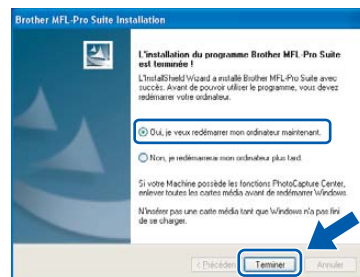 Brother MFL-Pro Suite Installation
L'installation du programme Brother MFL-Pro Suite
est terminée !
L'InstallShield Wizard a installé Brother MFL-Pro Suite avec
succès. Avant de pouvoir utiliser le programme, vous devez
redémarrer votre ordinateur.
Oui, je veux redémarrer mon ordinateur maintenant.
Non, je redémarrerai mon ordinateur plus tard.
Si votre Machine possède les fonctions PhotoCapture Center,
enlever toutes les cartes média avant de redémarrer Windows.
N'insérer pas une carte média tant que Windows n'a pas fini
de se charger.
< Précédent
Terminer
Annuler